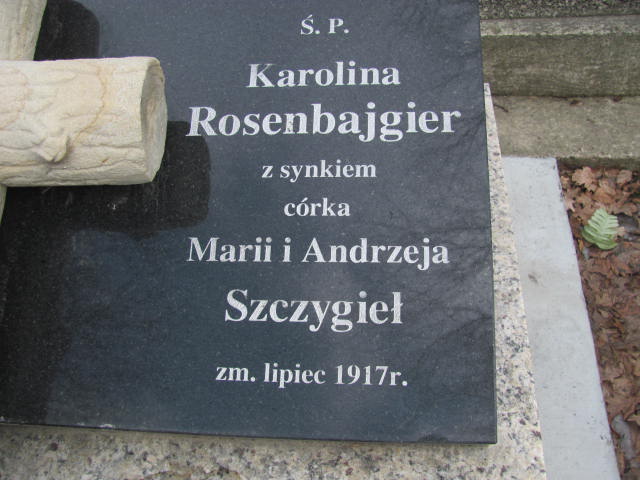 Ś. P.
Karolina
Rosenbajgier
z synkiem
córka
Marii i Andrzeja
Szczygieł
zm. lipiec 1917r.